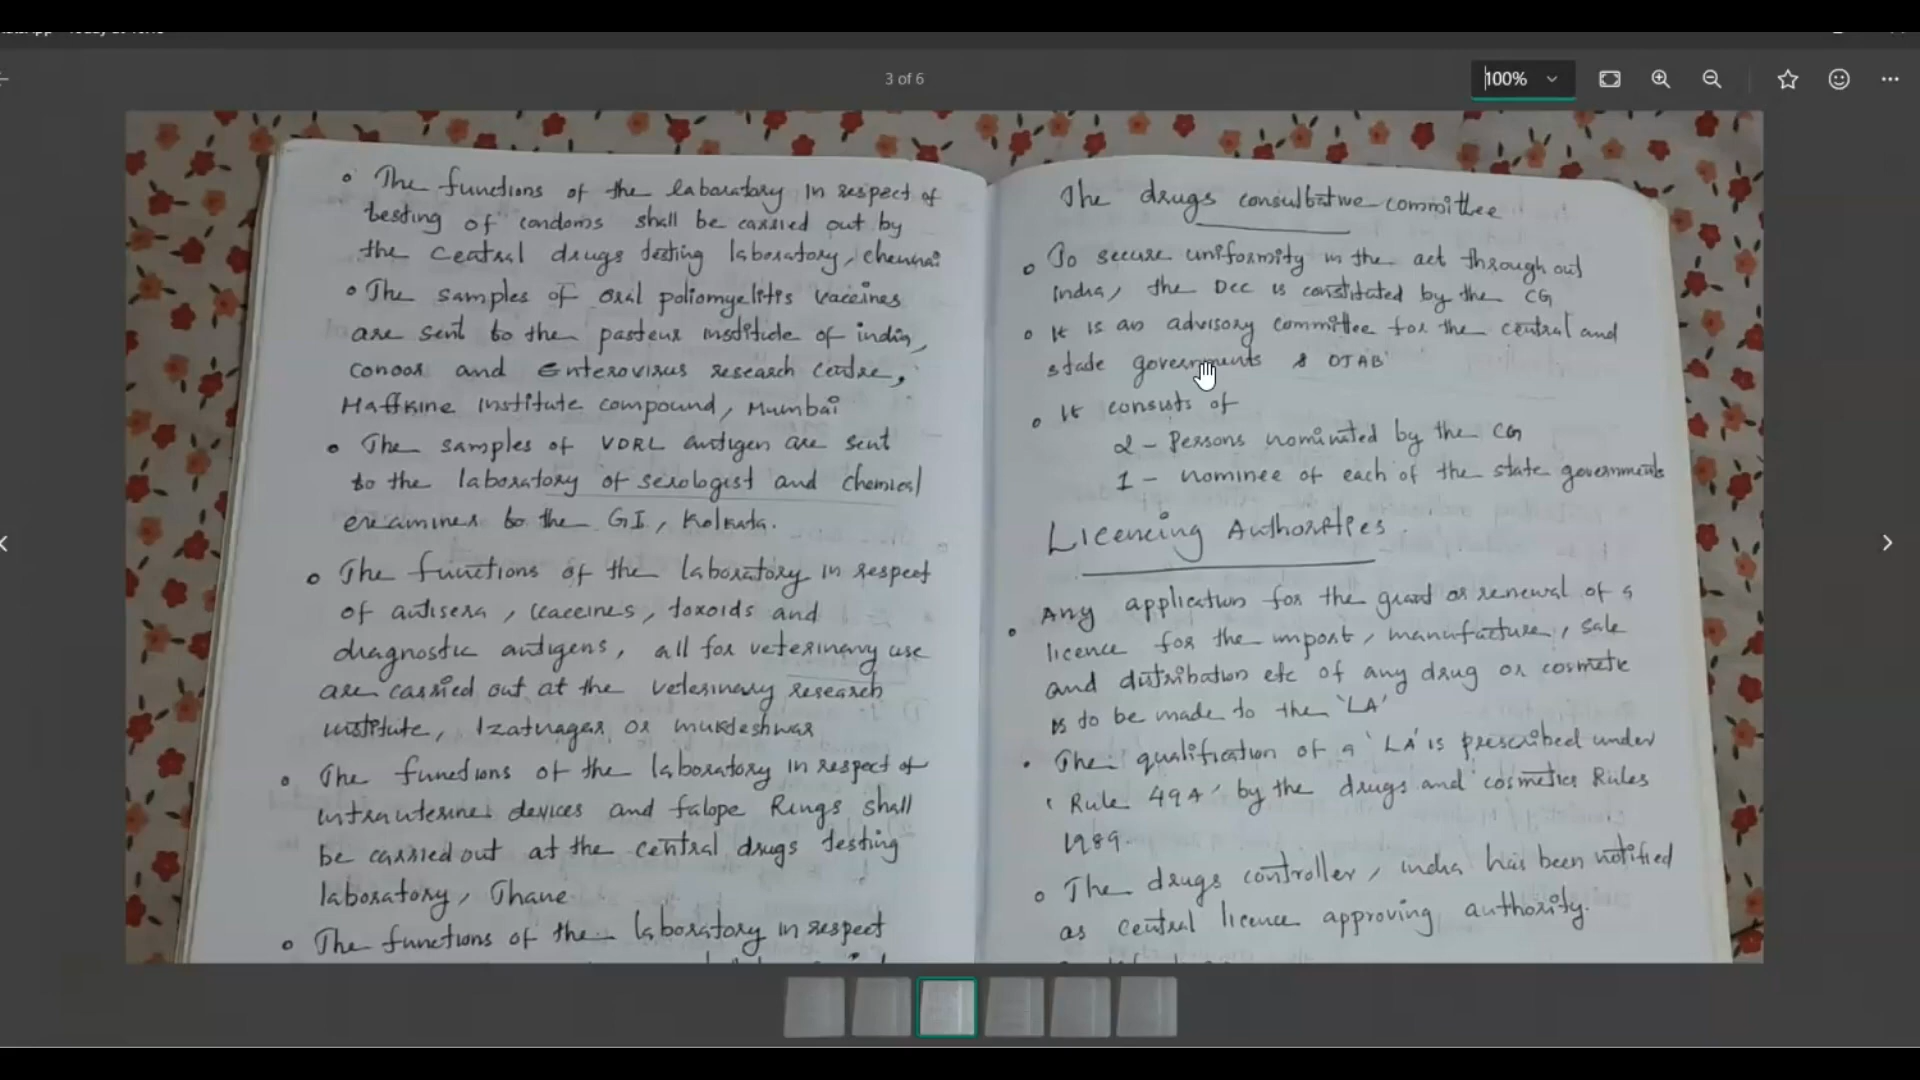 3 of 6
100%
The functions of the laboratory in respect of
testing of condoms shall be carried out by
the Central drugs testing laboratory, chennai
The samples of oral poliomyelitis vaccines
are sent to the pasteur institute of india,
conoor and Enterovirus research centre,
Haffkine institute compound, Mumbai
The samples of VDRL antigen are sent
to the laboratory of serologist and chemical
examiner to the GI, Kolkata.
The functions of the laboratory in respect
of antisera, vaccines, toxoids and
diagnostic antigens, all for veterinary use
are carried out at the veterinary research
institute, Izatnagar or mukteshwar
The functions of the laboratory in respect of
intrauterine devices and falope Rings shall
be carried out at the central drugs testing
laboratory, Thane
The functions of the laboratory in respect
The drugs consultative committee
To secure uniformity in the act through out
india, the DCC is constituted by the CG
It is an advisory committee for the central and
state governments & DTAB
It consists of
2 - Persons nominated by the CG
1 - nominee of each of the state governments
Licencing Authorities
Any application for the grant or renewal of a
licence for the import, manufacture, sale
and distribution etc of any drug or cosmetic
is to be made to the 'LA'
The qualification of a 'LA' is prescribed under
'Rule 49A' by the drugs and cosmetics Rules
1989.
The drugs controller, india has been notified
as central licence approving authority.